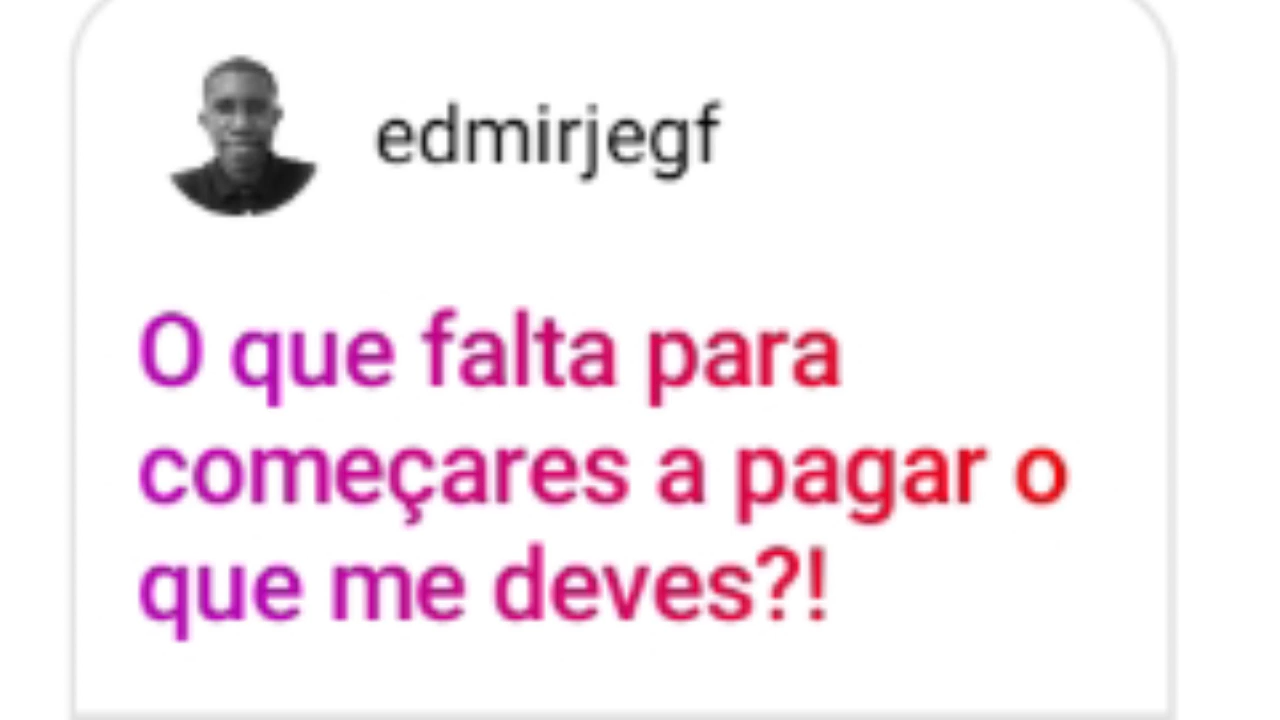 edmirjegf
O que falta para
começares a pagar o
que me deves?!